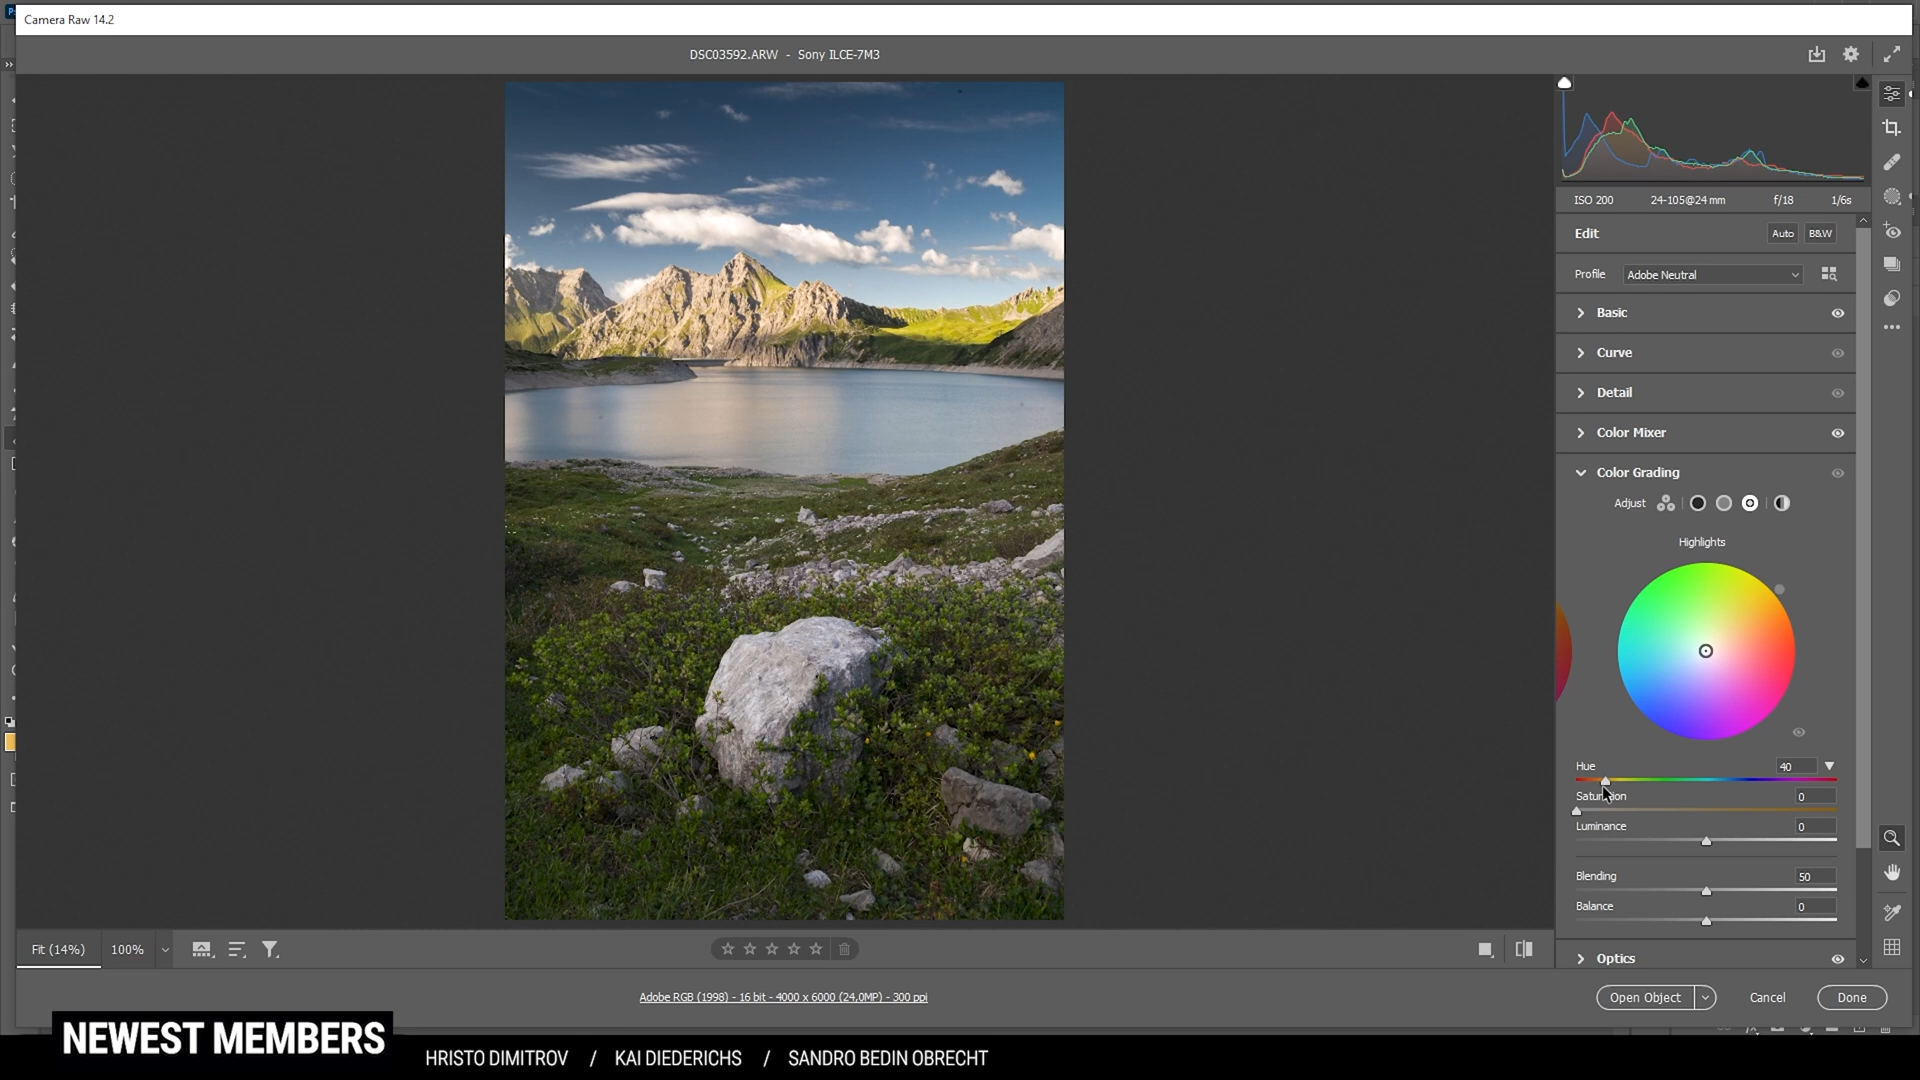 Camera Raw 14.2
DSC03592.ARW - Sony ILCE-7M3
ISO 200 24-105@24 mm f/18 1/6s
Edit Auto B&W
Profile Adobe Neutral
Basic
Curve
Detail
Color Mixer
Color Grading
Adjust
Highlights
Hue 40
Saturation 0
Luminance 0
Blending 50
Balance 0
Optics
Fit (14%) 100%
Adobe RGB (1998) - 16 bit - 4000 x 6000 (24,0MP) - 300 ppi
Open Object Cancel Done
NEWEST MEMBERS
HRISTO DIMITROV / KAI DIEDERICHS / SANDRO BEDIN OBRECHT